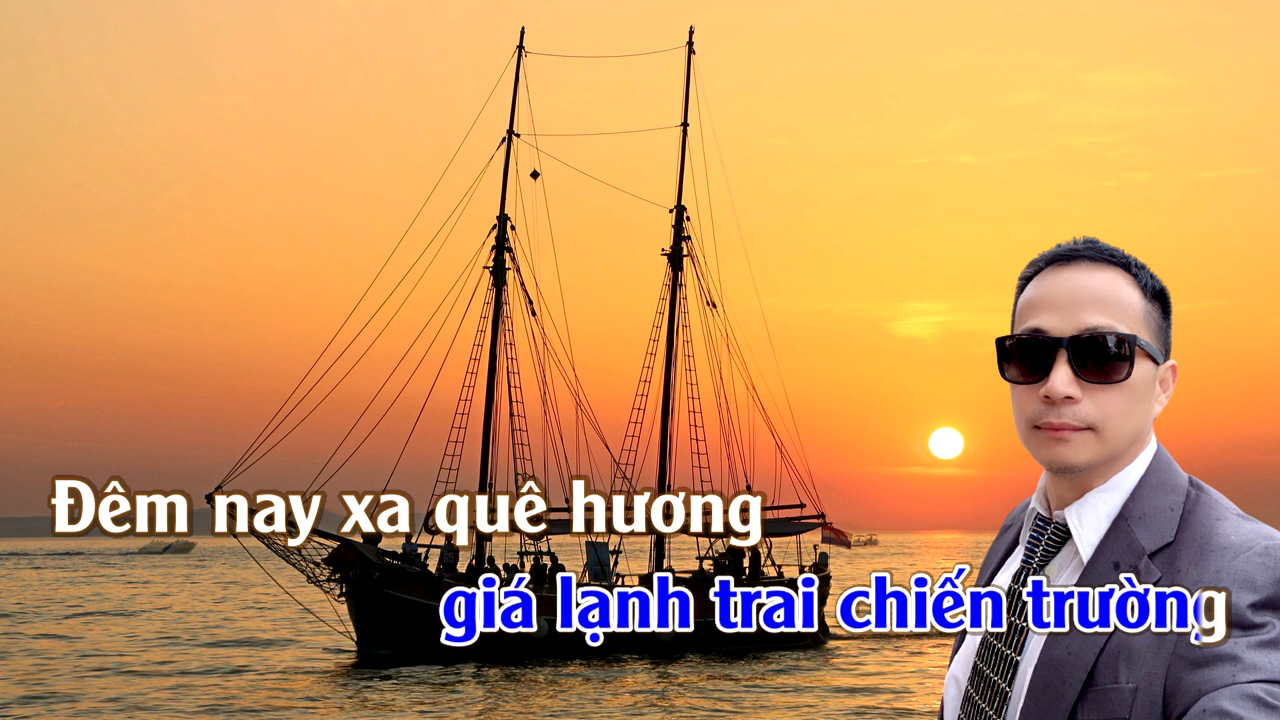 Đêm nay xa quê hương
giá lạnh trai chiến trường